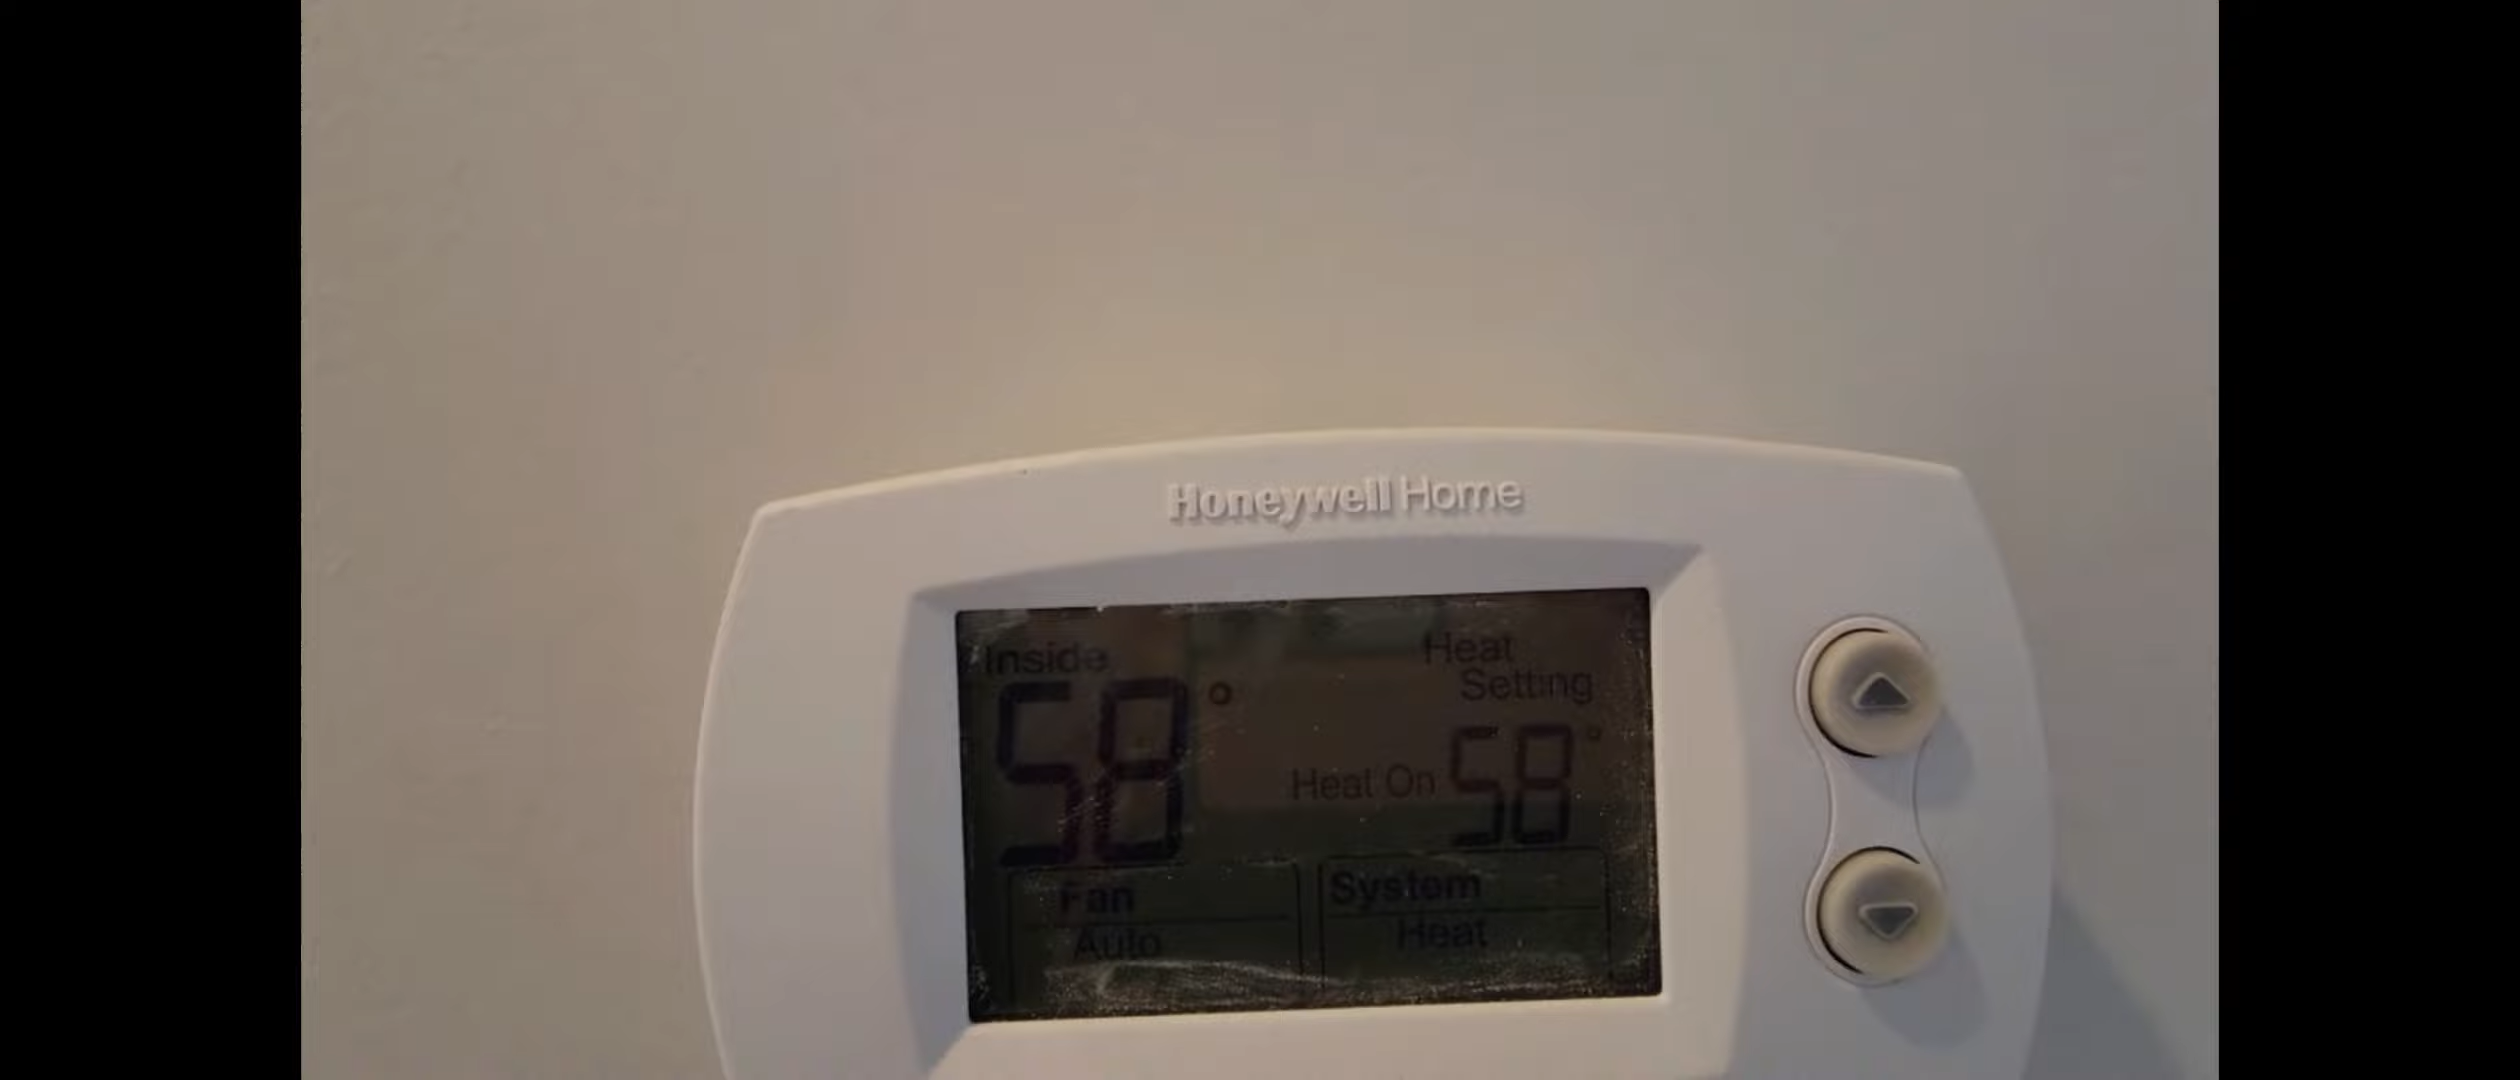 Honeywell Home
Inside
Heat
Setting
58°
Heat On 58°
Fan
System
Auto
Heat